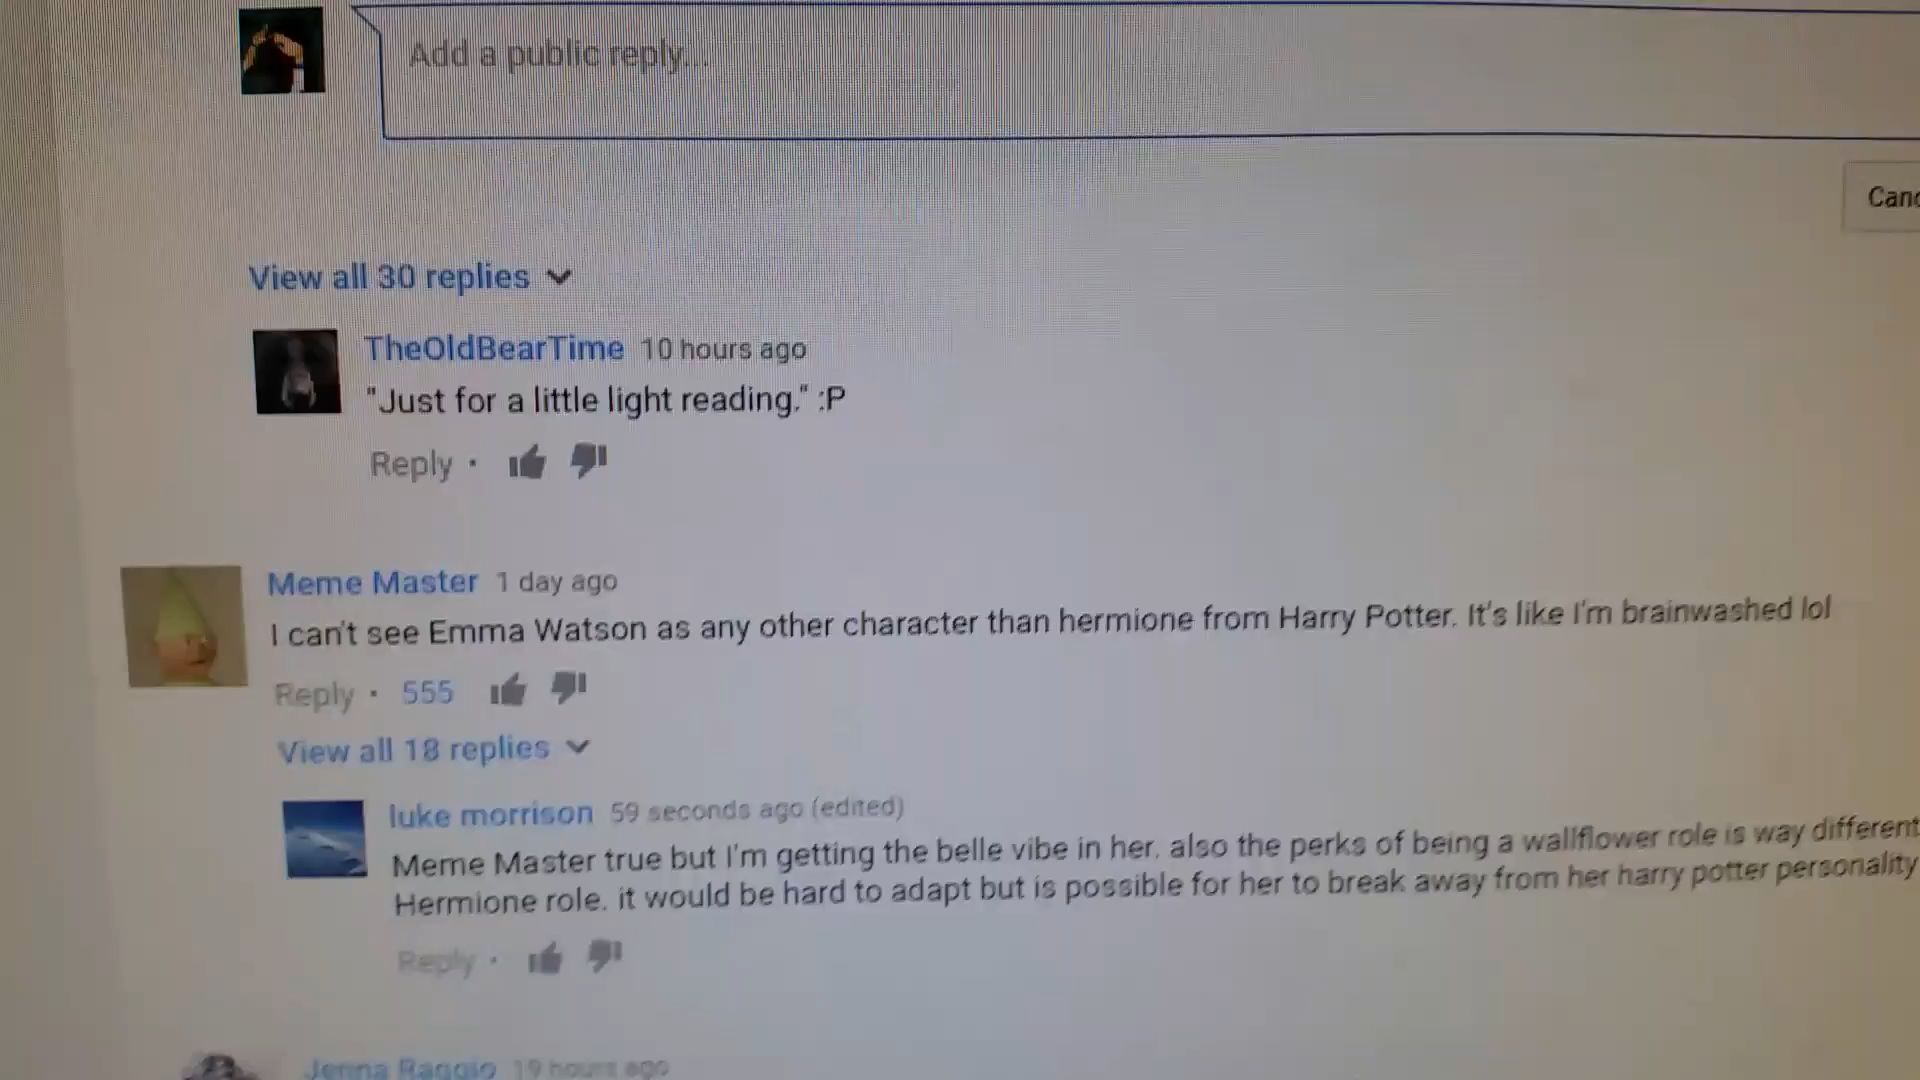 Add a public reply...
Canc
View all 30 replies
TheOldBearTime 10 hours ago
"Just for a little light reading." :P
Reply •
Meme Master 1 day ago
I can't see Emma Watson as any other character than hermione from Harry Potter. It's like I'm brainwashed lol
Reply • 555
View all 18 replies
luke morrison 59 seconds ago (edited)
Meme Master true but I'm getting the belle vibe in her. also the perks of being a wallflower role is way different
Hermione role. it would be hard to adapt but is possible for her to break away from her harry potter personality
Reply •
Jenna Raggio 19 hours ago